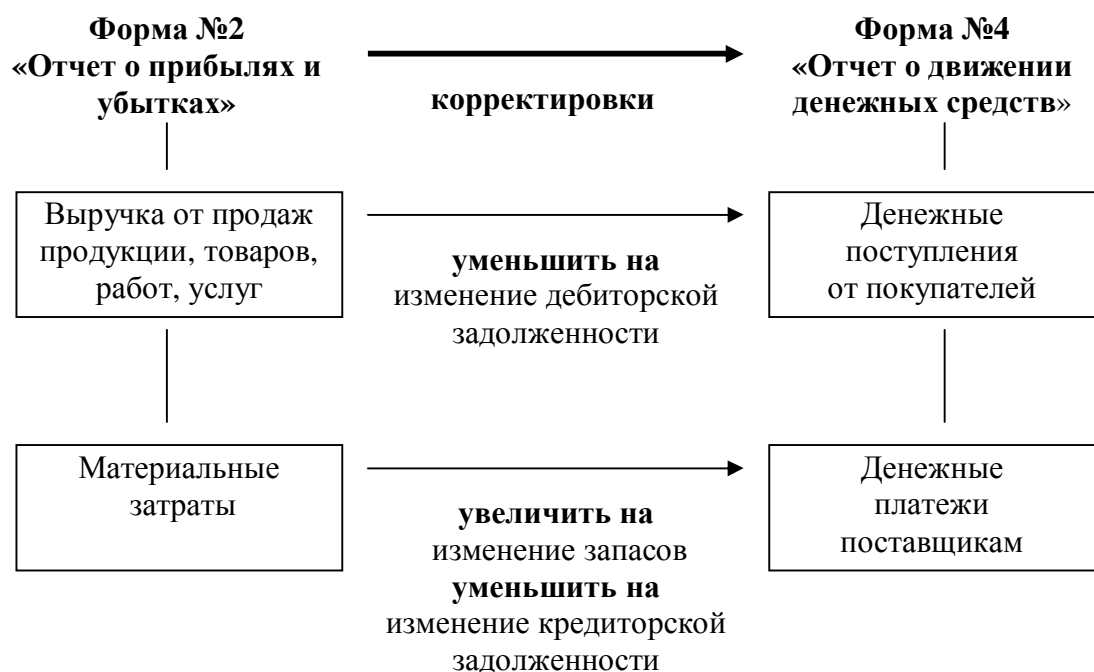 Форма №2
«Отчет о прибылях и
убытках»
корректировки
Форма №4
«Отчет о движении
денежных средств»
Выручка от продаж
продукции, товаров,
работ, услуг
уменьшить на
изменение дебиторской
задолженности
Денежные
поступления
от покупателей
Материальные
затраты
увеличить на
изменение запасов
уменьшить на
изменение кредиторской
задолженности
Денежные
платежи
поставщикам